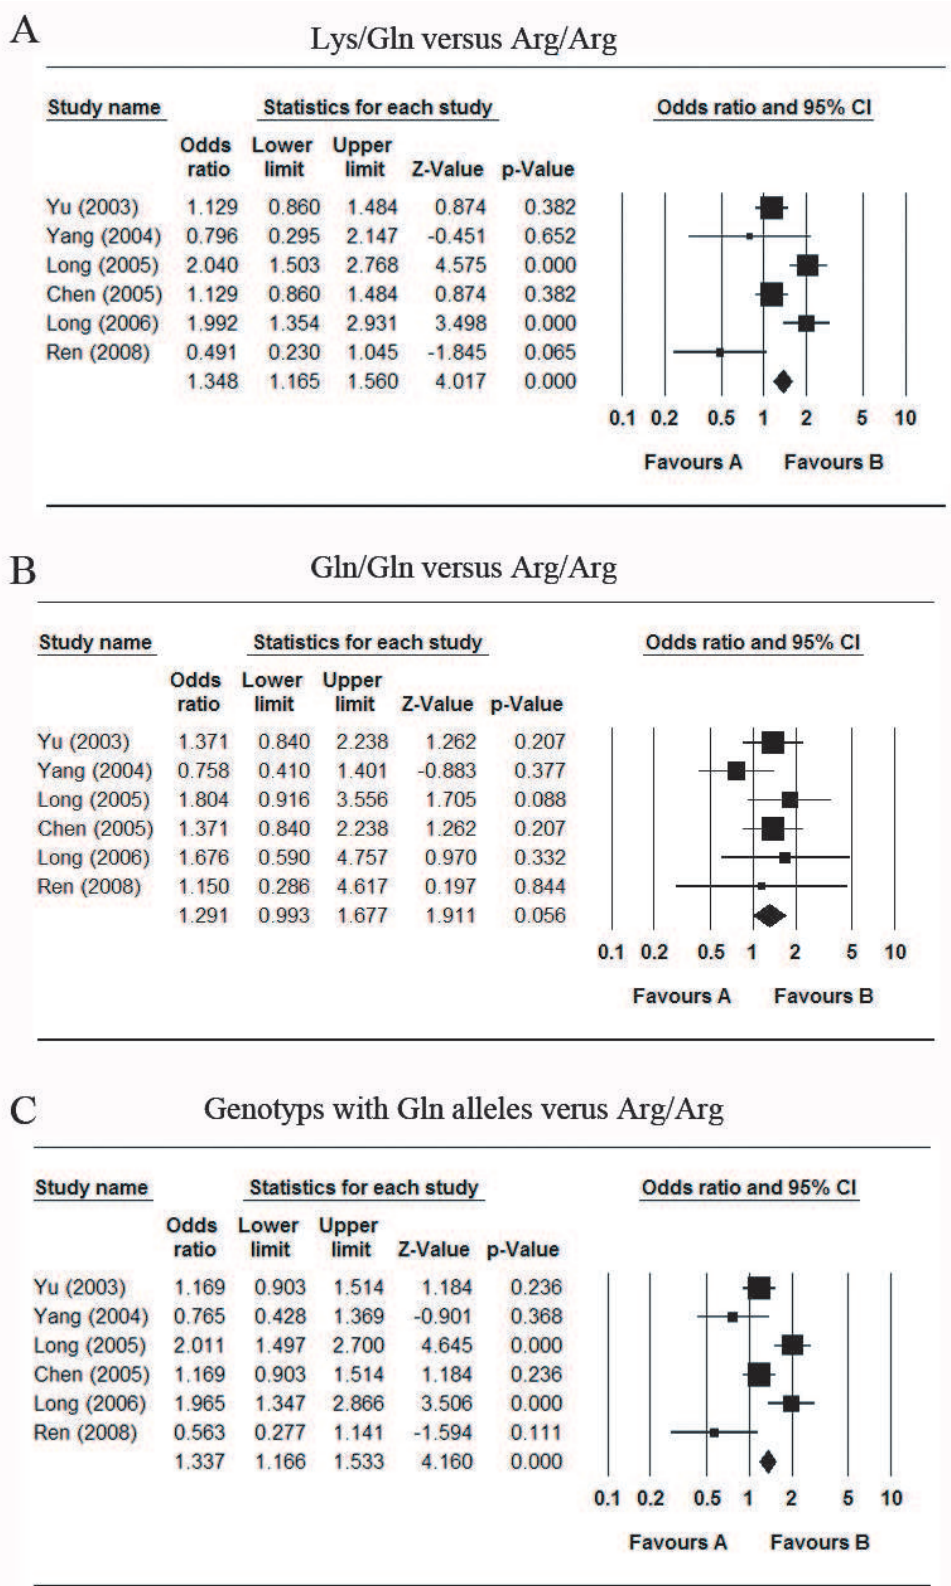 A
Lys/Gln versus Arg/Arg
Study name Statistics for each study Odds ratio and 95% CI
Odds Lower Upper
ratio limit limit Z-Value p-Value
Yu (2003) 1.129 0.860 1.484 0.874 0.382
Yang (2004) 0.796 0.295 2.147 -0.451 0.652
Long (2005) 2.040 1.503 2.768 4.575 0.000
Chen (2005) 1.129 0.860 1.484 0.874 0.382
Long (2006) 1.992 1.354 2.931 3.498 0.000
Ren (2008) 0.491 0.230 1.045 -1.845 0.065
1.348 1.165 1.560 4.017 0.000
0.1 0.2 0.5 1 2 5 10
Favours A Favours B
B
Gln/Gln versus Arg/Arg
Study name Statistics for each study Odds ratio and 95% CI
Odds Lower Upper
ratio limit limit Z-Value p-Value
Yu (2003) 1.371 0.840 2.238 1.262 0.207
Yang (2004) 0.758 0.410 1.401 -0.883 0.377
Long (2005) 1.804 0.916 3.556 1.705 0.088
Chen (2005) 1.371 0.840 2.238 1.262 0.207
Long (2006) 1.676 0.590 4.757 0.970 0.332
Ren (2008) 1.150 0.286 4.617 0.197 0.844
1.291 0.993 1.677 1.911 0.056
0.1 0.2 0.5 1 2 5 10
Favours A Favours B
C
Genotyps with Gln alleles verus Arg/Arg
Study name Statistics for each study Odds ratio and 95% CI
Odds Lower Upper
ratio limit limit Z-Value p-Value
Yu (2003) 1.169 0.903 1.514 1.184 0.236
Yang (2004) 0.765 0.428 1.369 -0.901 0.368
Long (2005) 2.011 1.497 2.700 4.645 0.000
Chen (2005) 1.169 0.903 1.514 1.184 0.236
Long (2006) 1.965 1.347 2.866 3.506 0.000
Ren (2008) 0.563 0.277 1.141 -1.594 0.111
1.337 1.166 1.533 4.160 0.000
0.1 0.2 0.5 1 2 5 10
Favours A Favours B